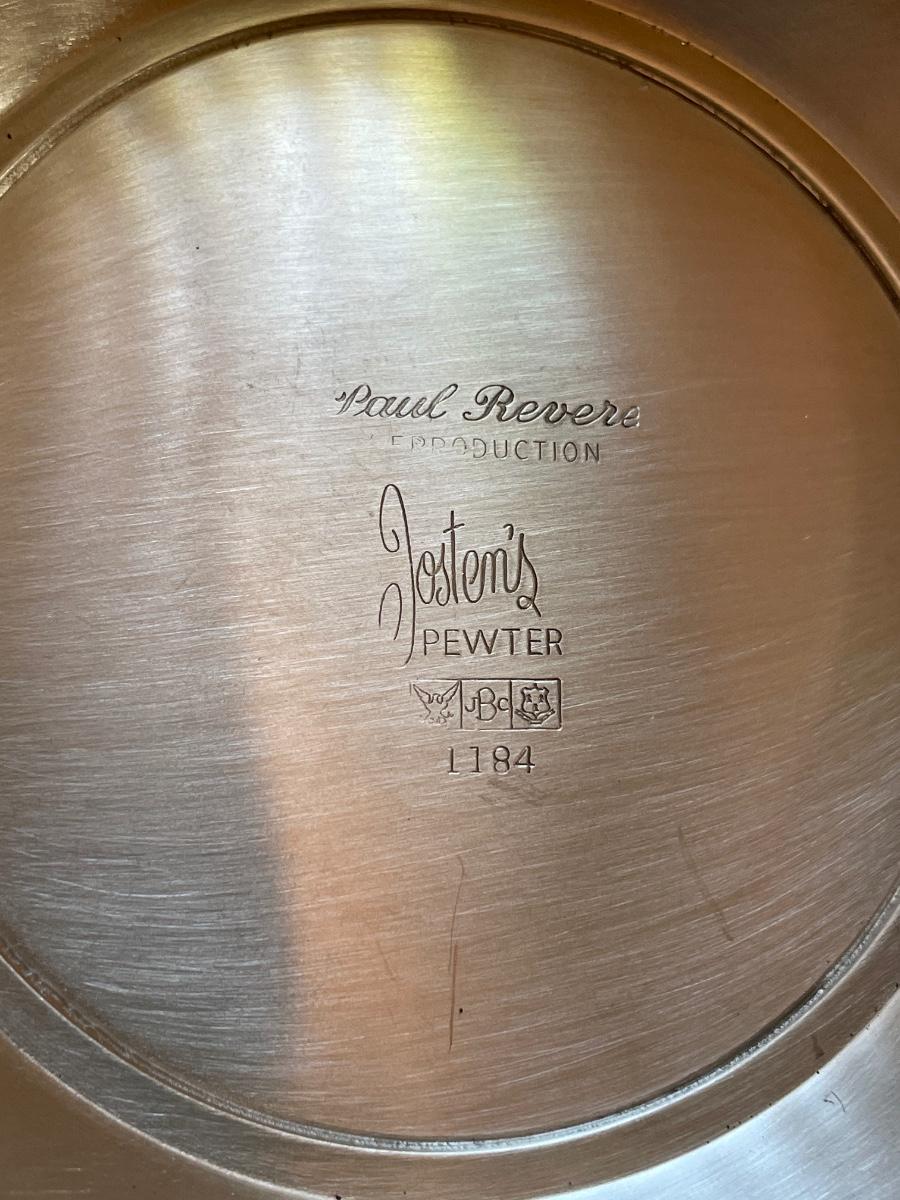 Paul Revere
REPRODUCTION
Josten's
PEWTER
JBC
1184